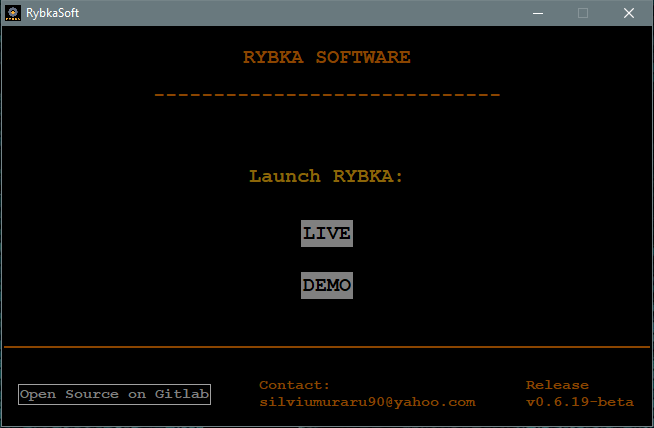 RybkaSoft
RYBKA SOFTWARE
-----------------------------
Launch RYBKA:
LIVE
DEMO
Open Source on Gitlab
Contact:
silviumuraru90@yahoo.com
Release
v0.6.19-beta